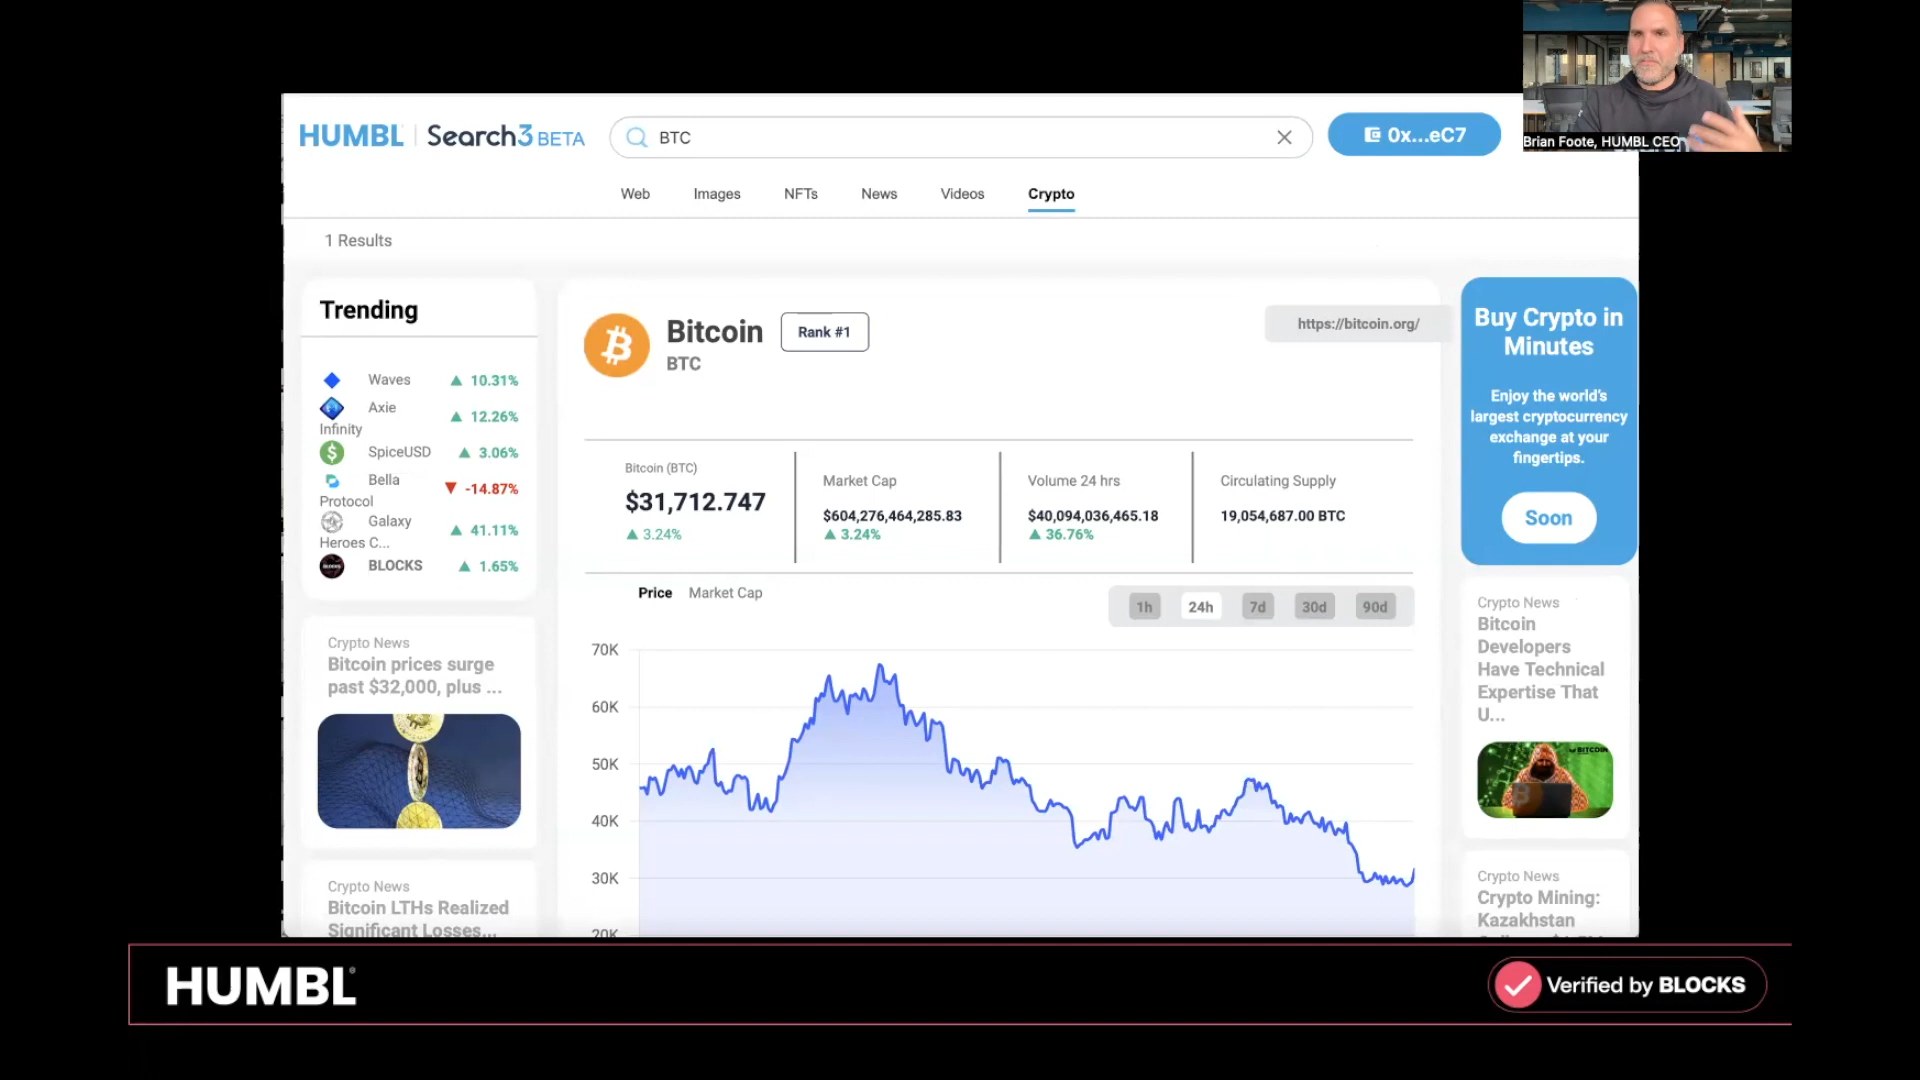 HUMBL | Search3 BETA
BTC
0x...eC7
Brian Foote, HUMBL CEO
Web Images NFTs News Videos Crypto
1 Results
Trending
Waves 10.31%
Axie Infinity 12.26%
SpiceUSD 3.06%
Bella Protocol -14.87%
Galaxy Heroes C... 41.11%
BLOCKS 1.65%
Crypto News
Bitcoin prices surge
past $32,000, plus ...
Crypto News
Bitcoin LTHs Realized
Significant Losses...
Bitcoin
Rank #1
BTC
https://bitcoin.org/
Bitcoin (BTC)
$31,712.747
3.24%
Market Cap
$604,276,464,285.83
3.24%
Volume 24 hrs
$40,094,036,465.18
36.76%
Circulating Supply
19,054,687.00 BTC
Price Market Cap
1h 24h 7d 30d 90d
70K
60K
50K
40K
30K
20K
Buy Crypto in
Minutes
Enjoy the world's
largest cryptocurrency
exchange at your
fingertips.
Soon
Crypto News
Bitcoin
Developers
Have Technical
Expertise That
U...
BITCOIN
Crypto News
Crypto Mining:
Kazakhstan
HUMBL
Verified by BLOCKS